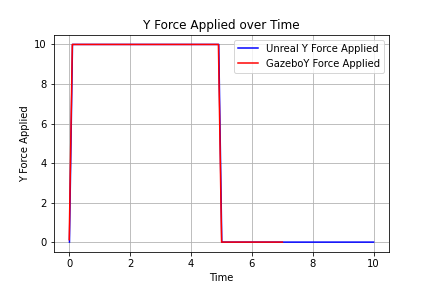 Y Force Applied over Time
Unreal Y Force Applied
GazeboY Force Applied
Y Force Applied
10
8
6
4
2
0
0 2 4 6 8 10
Time